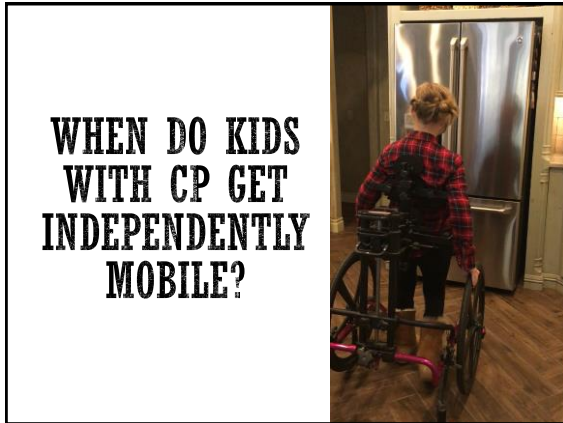 WHEN DO KIDS
WITH CP GET
INDEPENDENTLY
MOBILE?